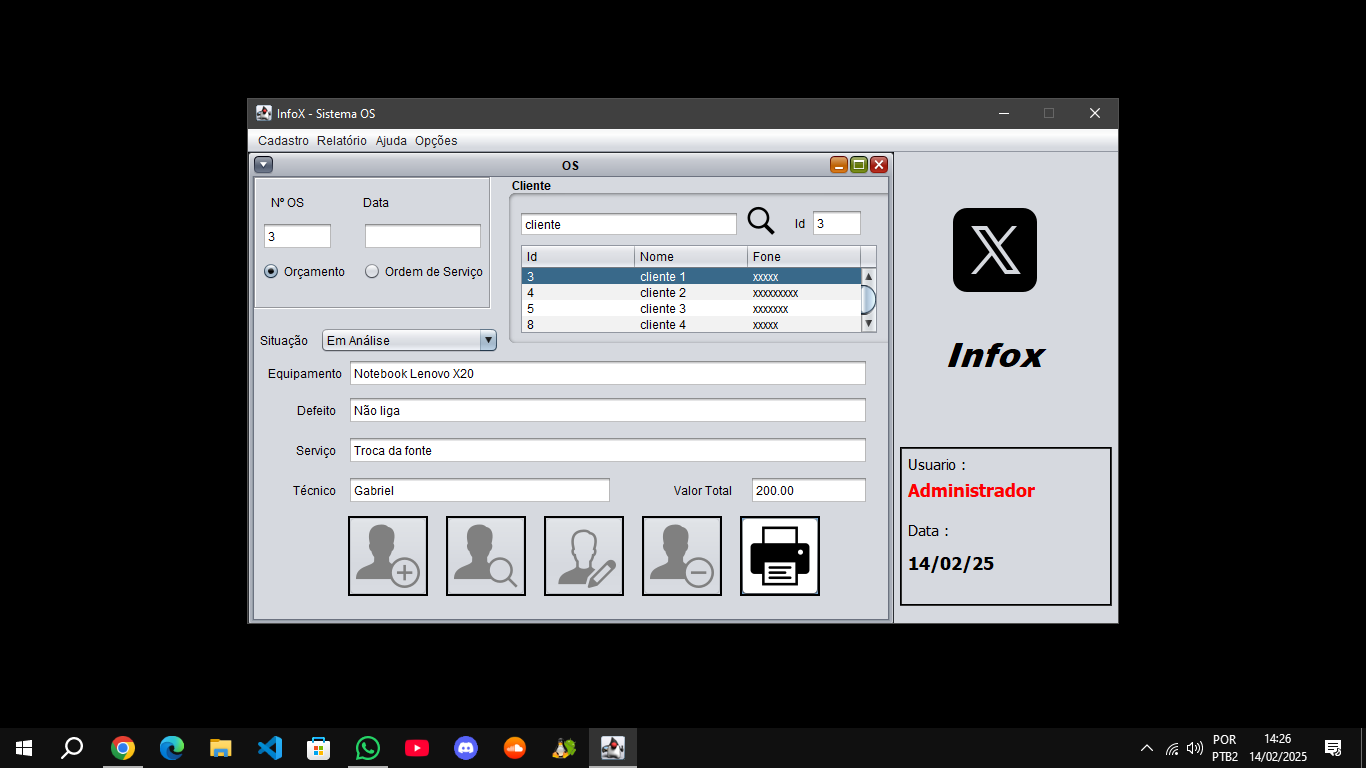 InfoX - Sistema OS
Cadastro Relatório Ajuda Opções
OS
Nº OS Data
3
Orçamento Ordem de Serviço
Cliente
cliente Id 3
Id Nome Fone
3 cliente 1 xxxxx
4 cliente 2 xxxxxxxxx
5 cliente 3 xxxxxxx
8 cliente 4 xxxxx
Situação Em Análise
Equipamento Notebook Lenovo X20
Defeito Não liga
Serviço Troca da fonte
Técnico Gabriel Valor Total 200.00
X
Infox
Usuario :
Administrador
Data :
14/02/25
POR 14:26
PTB2 14/02/2025